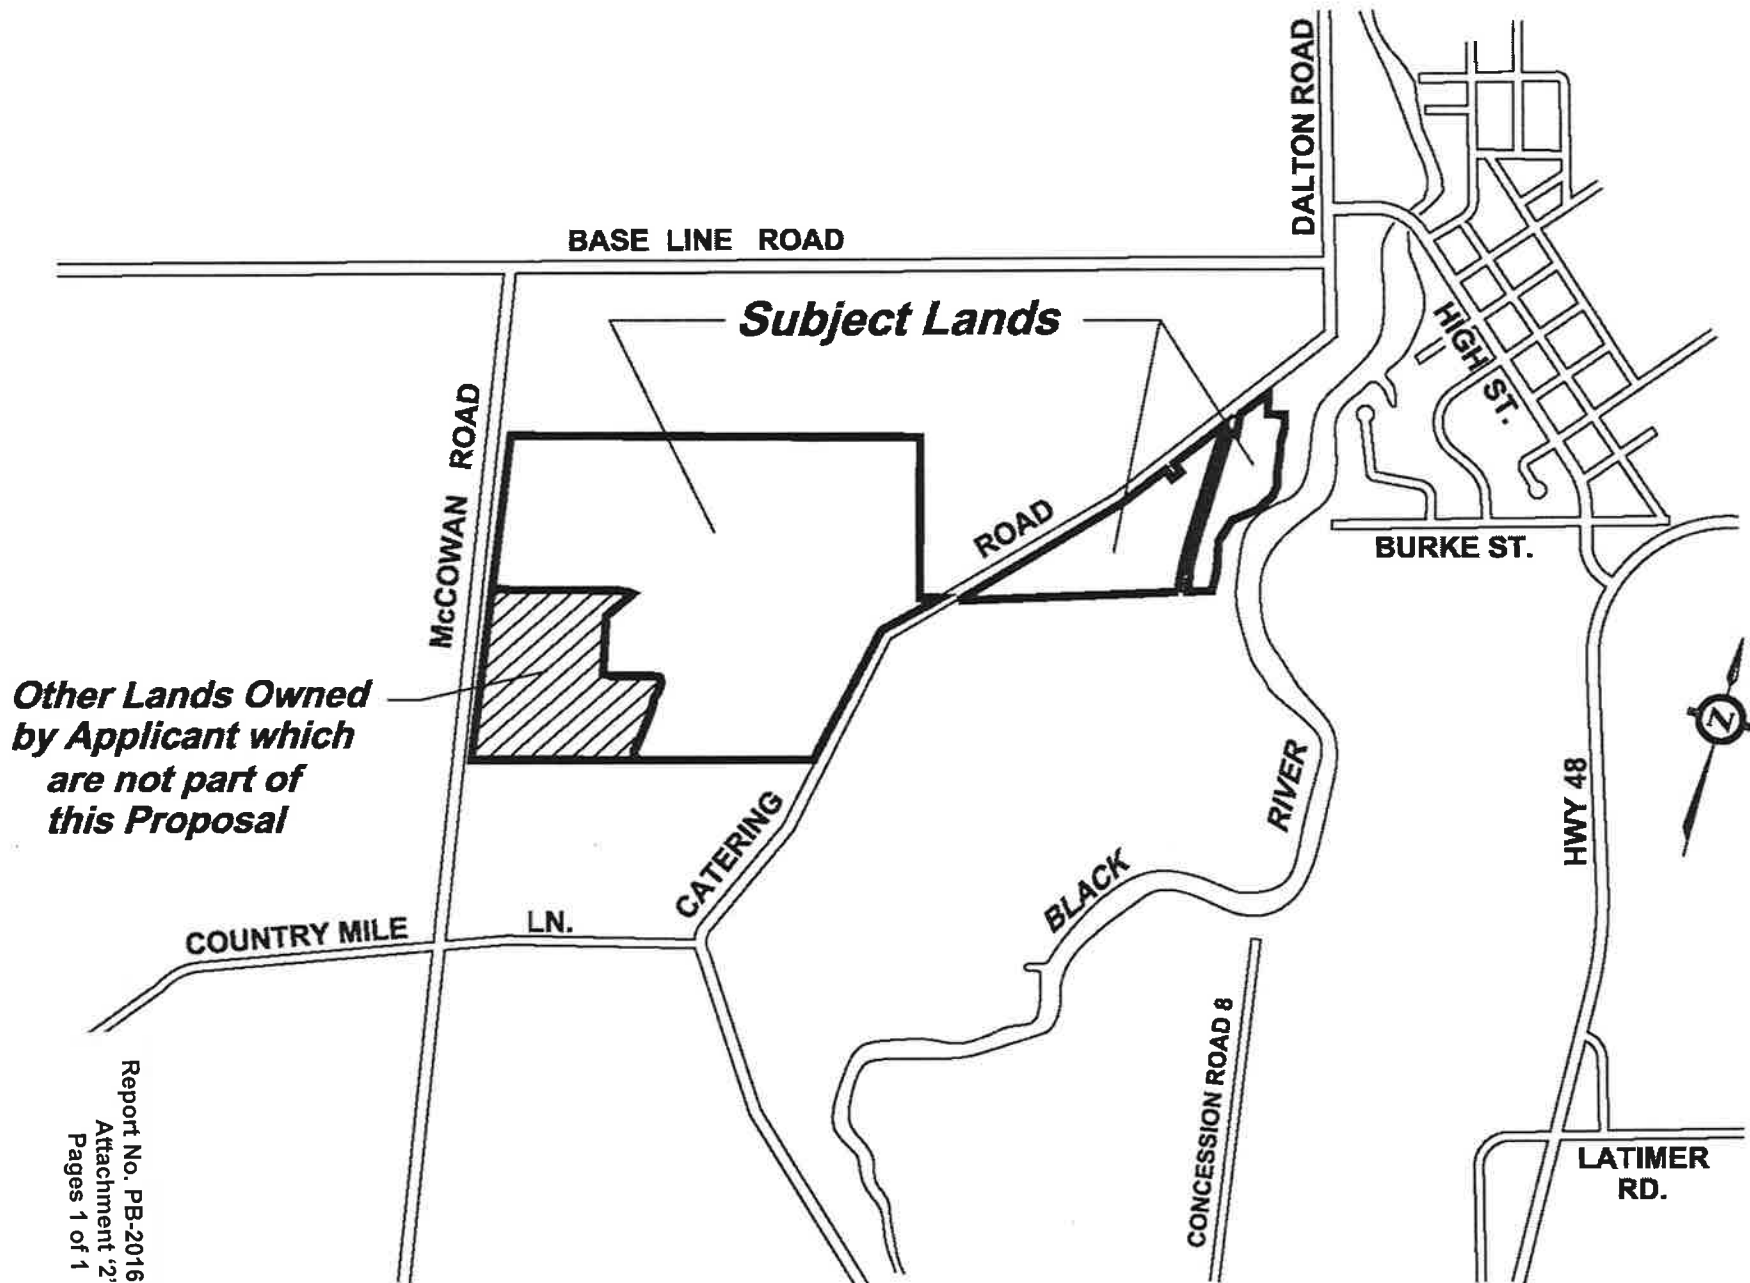 DALTON ROAD
BASE LINE ROAD
Subject Lands
HIGH ST.
McCOWAN ROAD
ROAD
BURKE ST.
Other Lands Owned
by Applicant which
are not part of
this Proposal
N
RIVER
HWY 48
CATERING
BLACK
COUNTRY MILE LN.
CONCESSION ROAD 8
LATIMER
RD.
Report No. PB-2016
Attachment '2'
Pages 1 of 1